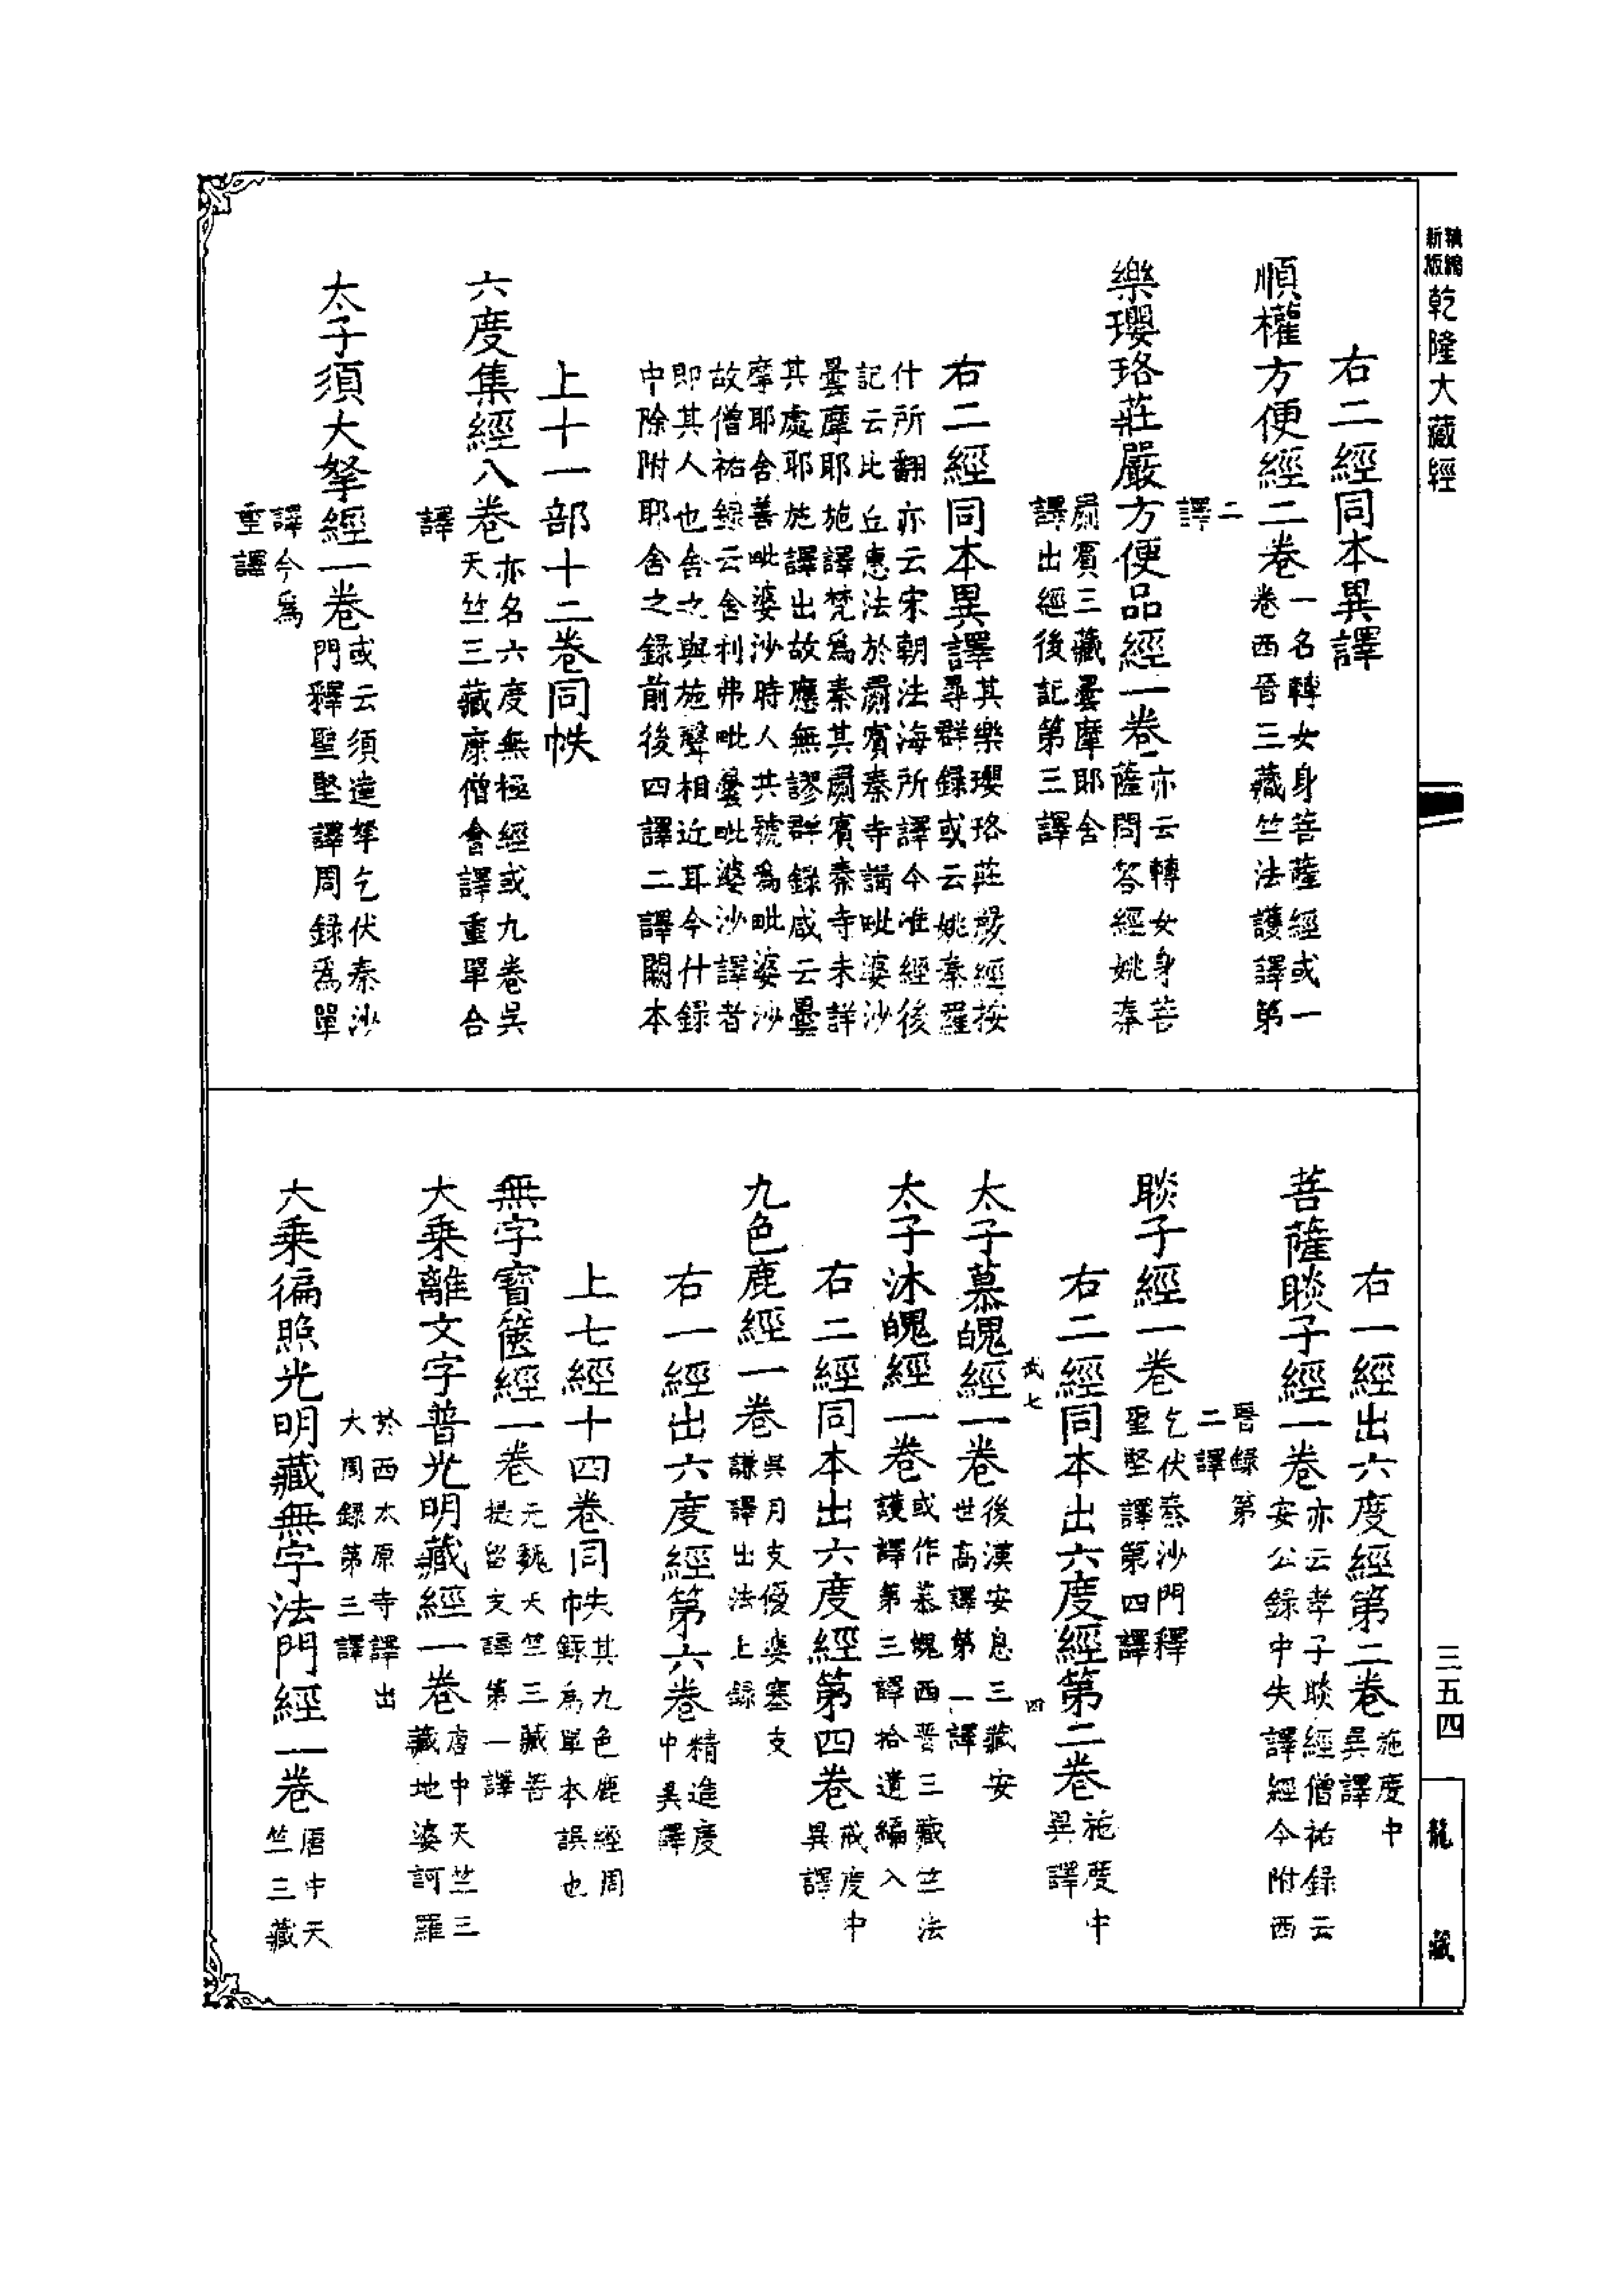 新版
精縮
乾隆大藏經
右二經同本異譯
順權方便經二卷
一名轉女身菩薩經或一
卷西晉三藏竺法護譯第
二
譯
樂瓔珞莊嚴方便品經一卷
亦云轉女身菩
薩問答經姚秦
罽賓三藏曇摩耶舍
譯出經後記第三譯
右二經同本異譯
其樂瓔珞莊嚴經按
尋群錄或云姚秦羅
什所翻亦云宋朝法海所譯今准經後
記云比丘惠法於罽賓秦寺講毗婆沙
曇摩耶施譯梵為秦其罽賓秦寺未詳
其處耶施譯出故應無謬群錄咸云曇
摩耶舍善毗婆沙時人共號為毗婆沙
故僧祐錄云舍利弗毗曇毗婆沙譯者
即其人也舍之與施聲相近耳今什錄
中除附耶舍之錄前後四譯二譯闕本
上十一部十二卷同帙
六度集經八卷
亦名六度無極經或九卷吳
天竺三藏康僧會譯重單合
譯
太子須大拏經一卷
或云須達拏乞伏秦沙
門釋聖堅譯周錄為單
譯今為
重譯
右一經出六度經第二卷
施度中
異譯
菩薩睒子經一卷
亦云孝子睒經僧祐錄云
安公錄中失譯經今附西
晉錄第
二譯
睒子經一卷
乞伏秦沙門釋
聖堅譯第四譯
右二經同本出六度經第二卷
施度中
異譯
武七
四
太子慕魄經一卷
後漢安息三藏安
世高譯第一譯
太子沐魄經一卷
或作慕魄西晉三藏竺法
護譯第三譯拾遺編入
右二經同本出六度經第四卷
戒度中
異譯
九色鹿經一卷
吳月支優婆塞支
謙譯出法上錄
右一經出六度經第六卷
精進度
中異譯
上七經十四卷同帙
其九色鹿經周
錄為單本誤也
無字寶篋經一卷
元魏天竺三藏菩
提留支譯第一譯
大乘離文字普光明藏經一卷
唐中天竺三
藏地婆訶羅
於西太原寺譯出
大周錄第三譯
大乘徧照光明藏無字法門經一卷
唐中天
竺三藏
三五四
龍藏